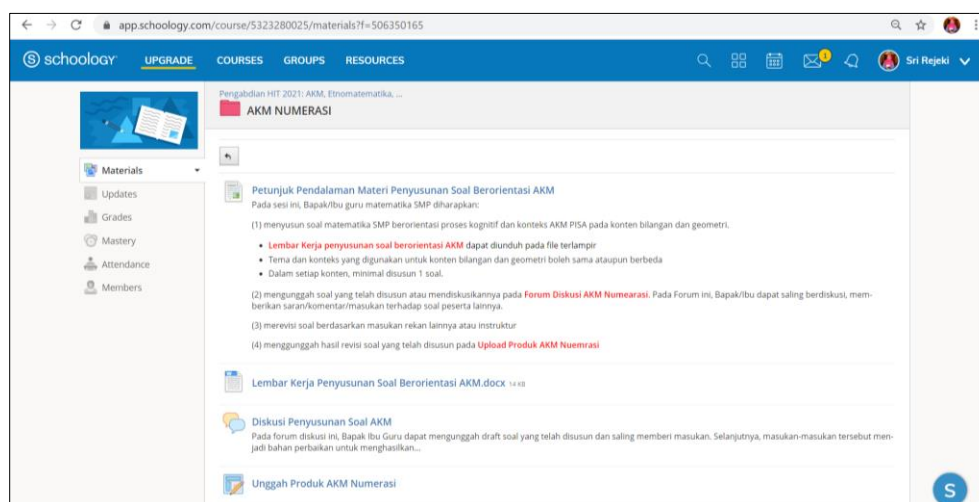 app.schoology.com/course/5323280025/materials?f=506350165
S schoology UPGRADE COURSES GROUPS RESOURCES 1 Sri Rejeki
Pengabdian HIT 2021: AKM, Etnomatematika, ...
AKM NUMERASI
Materials
Updates
Grades
Mastery
Attendance
Members
Petunjuk Pendalaman Materi Penyusunan Soal Berorientasi AKM
Pada sesi ini, Bapak/Ibu guru matematika SMP diharapkan:
(1) menyusun soal matematika SMP berorientasi proses kognitif dan konteks AKM PISA pada konten bilangan dan geometri.
• Lembar Kerja penyusunan soal berorientasi AKM dapat diunduh pada file terlampir
• Tema dan konteks yang digunakan untuk konten bilangan dan geometri boleh sama ataupun berbeda
• Dalam setiap konten, minimal disusun 1 soal.
(2) mengunggah soal yang telah disusun atau mendiskusikannya pada Forum Diskusi AKM Numearasi. Pada Forum ini, Bapak/Ibu dapat saling berdiskusi, mem-
berikan saran/komentar/masukan terhadap soal peserta lainnya.
(3) merevisi soal berdasarkan masukan rekan lainnya atau instruktur
(4) menggunggah hasil revisi soal yang telah disusun pada Upload Produk AKM Nuemrasi
Lembar Kerja Penyusunan Soal Berorientasi AKM.docx 14 KB
Diskusi Penyusunan Soal AKM
Pada forum diskusi ini, Bapak Ibu Guru dapat mengunggah draft soal yang telah disusun dan saling memberi masukan. Selanjutnya, masukan-masukan tersebut men-
jadi bahan perbaikan untuk menghasilkan...
Unggah Produk AKM Numerasi
S